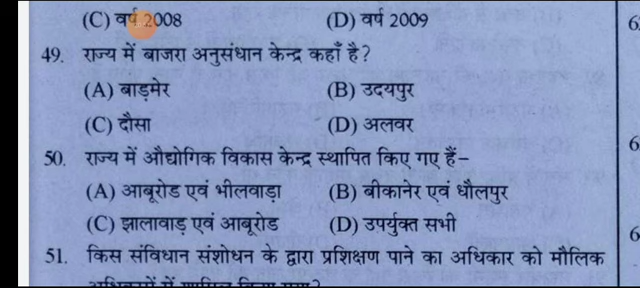 (C) वर्ष 2008 (D) वर्ष 2009
49. राज्य में बाजरा अनुसंधान केन्द्र कहाँ है?
(A) बाड़मेर (B) उदयपुर
(C) दौसा (D) अलवर
50. राज्य में औद्योगिक विकास केन्द्र स्थापित किए गए हैं–
(A) आबूरोड एवं भीलवाड़ा (B) बीकानेर एवं धौलपुर
(C) झालावाड़ एवं आबूरोड (D) उपर्युक्त सभी
51. किस संविधान संशोधन के द्वारा प्रशिक्षण पाने का अधिकार को मौलिक